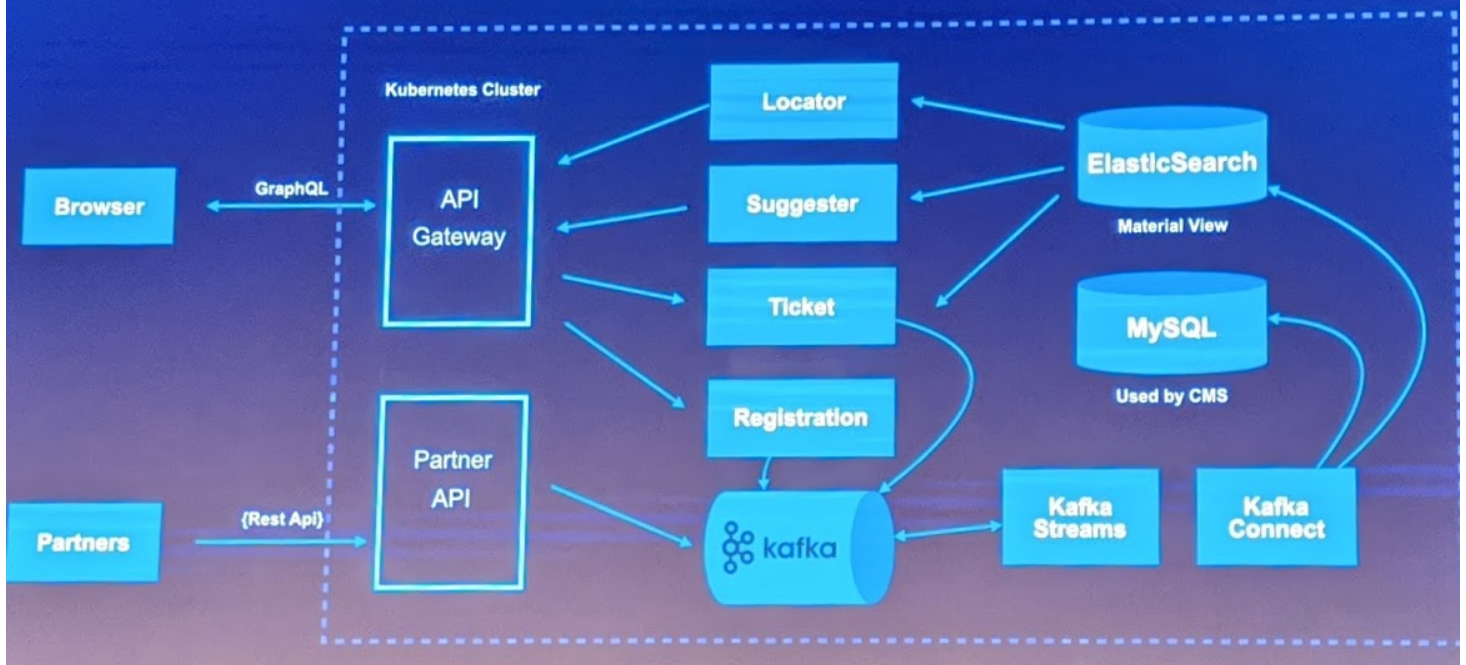 Kubernetes Cluster
Browser
GraphQL
API
Gateway
Locator
Suggester
Ticket
Registration
ElasticSearch
Material View
MySQL
Used by CMS
Partners
{Rest Api}
Partner
API
kafka
Kafka
Streams
Kafka
Connect